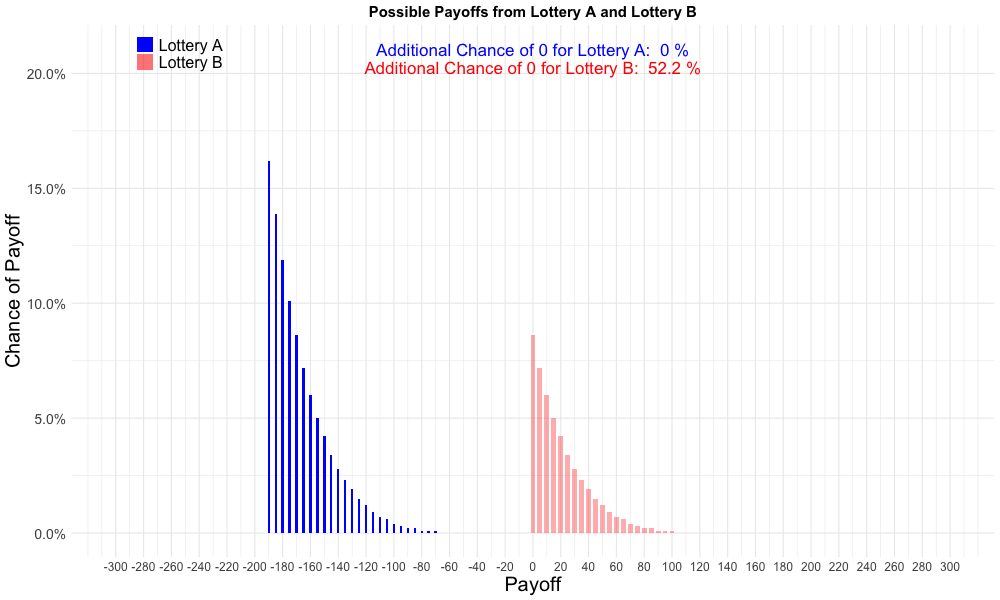 Possible Payoffs from Lottery A and Lottery B
Lottery A
Lottery B
Additional Chance of 0 for Lottery A:  0 %
Additional Chance of 0 for Lottery B:  52.2 %
Chance of Payoff
20.0%
15.0%
10.0%
5.0%
0.0%
-300 -280 -260 -240 -220 -200 -180 -160 -140 -120 -100 -80 -60 -40 -20 0 20 40 60 80 100 120 140 160 180 200 220 240 260 280 300
Payoff